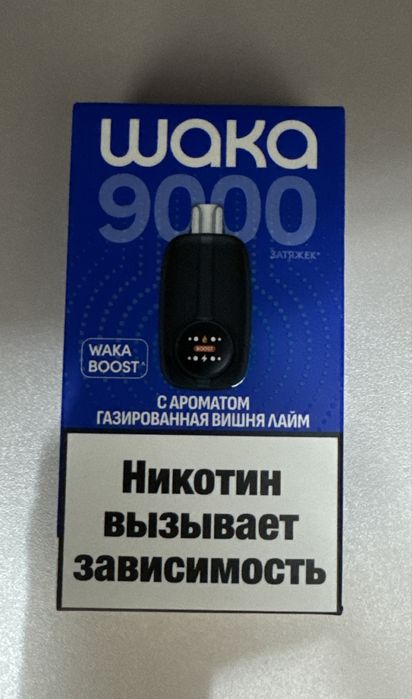 waka
9000
ЗАТЯЖЕК*
BOOST
WAKA
BOOST^
С АРОМАТОМ
ГАЗИРОВАННАЯ ВИШНЯ ЛАЙМ
Никотин
вызывает
зависимость